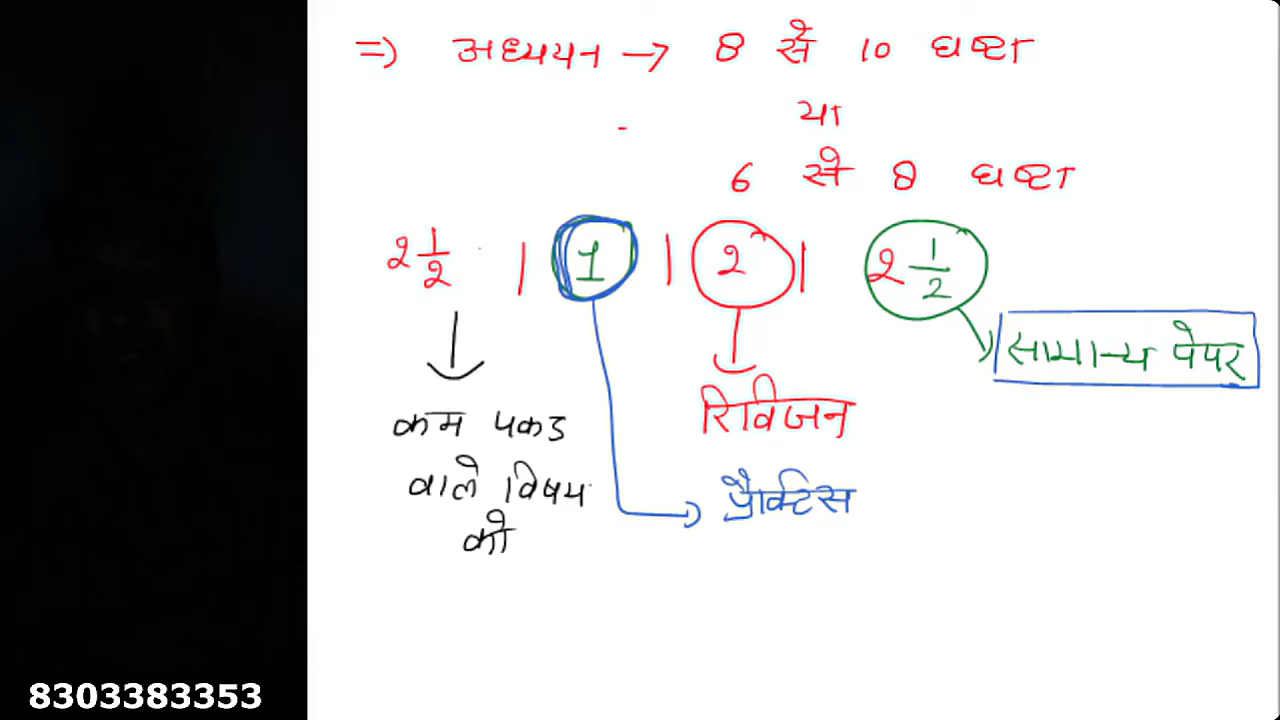 => अध्ययन → 8 से 10 घण्टा
या
6 से 8 घण्टा
2 1/2 | 1 | 2 | 2 1/2
सामान्य पेपर
कम पकड वाले विषय को
रिविजन
प्रैक्टिस
8303383353